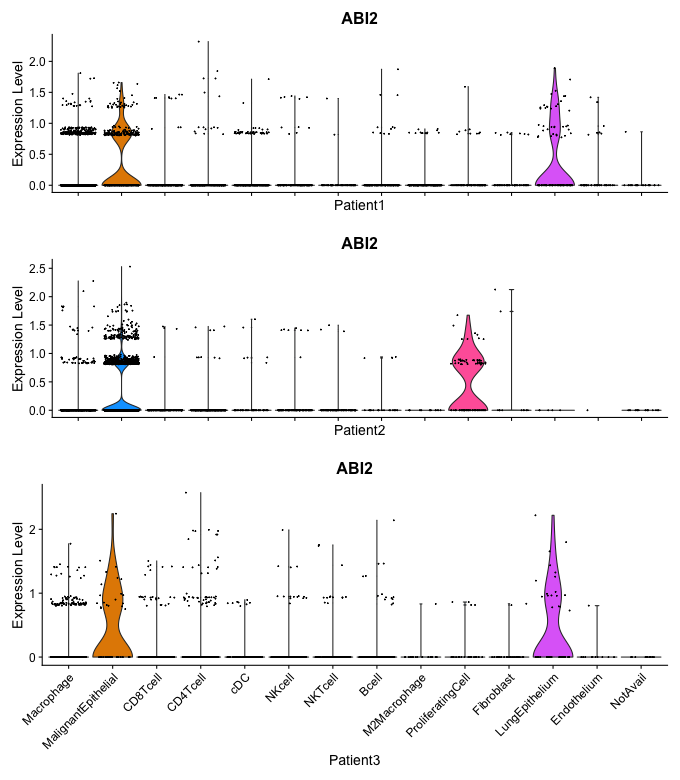 ABI2
Expression Level
2.0
1.5
1.0
0.5
0.0
Patient1
ABI2
Expression Level
2.5
2.0
1.5
1.0
0.5
0.0
Patient2
ABI2
Expression Level
2
1
0
Macrophage
MalignantEpithelial
CD8Tcell
CD4Tcell
cDC
NKcell
NKTcell
Bcell
M2Macrophage
ProliferatingCell
Fibroblast
LungEpithelium
Endothelium
NotAvail
Patient3